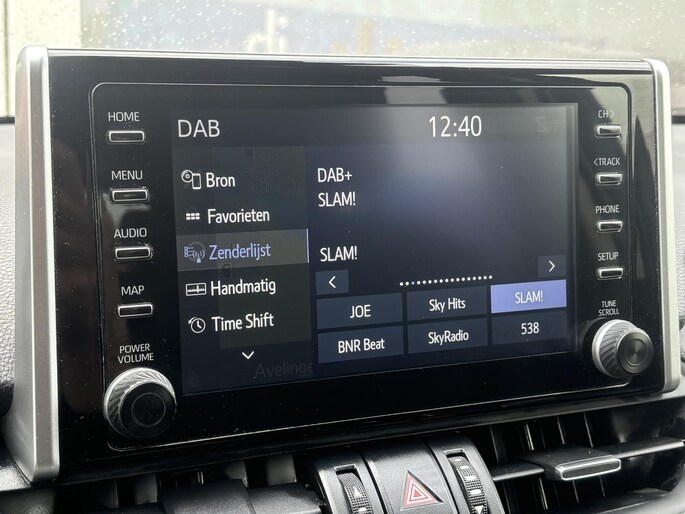 HOME
MENU
AUDIO
MAP
POWER
VOLUME
DAB
12:40
Bron
Favorieten
Zenderlijst
Handmatig
Time Shift
DAB+
SLAM!
SLAM!
< >
JOE Sky Hits SLAM!
BNR Beat SkyRadio 538
CH>
<TRACK
PHONE
SETUP
TUNE
SCROLL